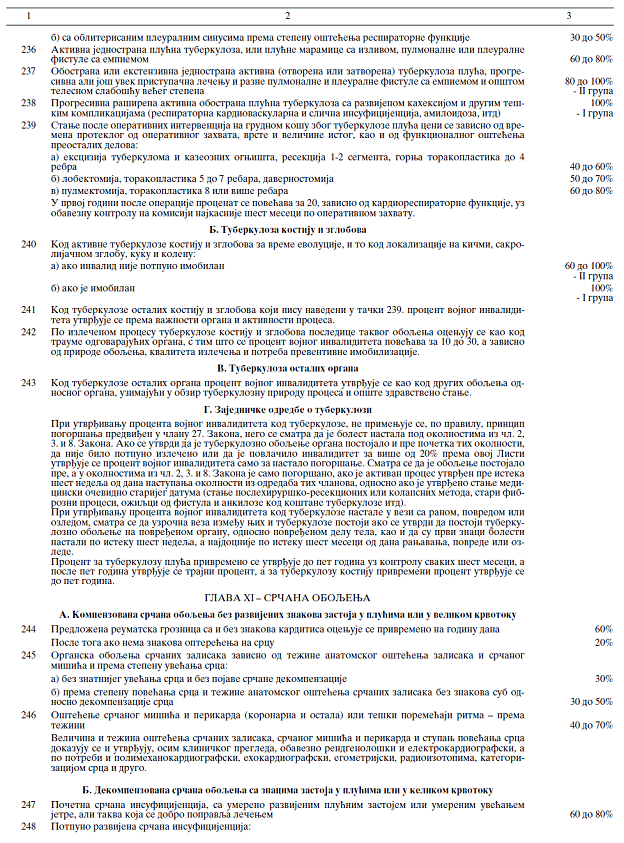 1 2 3
б) са облитерисаним плеуралним синусима према степену оштећења респираторне функције 30 до 50%
236 Активна једнострана плућна туберкулоза, или плућне марамице са изливом, пулмоналне или плеуралне
фистуле са емпиемом 60 до 80%
237 Обострана или екстензивна једнострана активна (отворена или затворена) туберкулоза плућа, прогре-
сивна али још увек приступачна лечењу и разне пулмоналне и плеуралне фистуле са емпиемом и општом 80 до 100%
телесном слабошћу већег степена - II група
238 Прогресивна раширена активна обострана плућна туберкулоза са развијеном кахексијом и другим теш- 100%
ким компликацијама (респираторна кардиоваскуларна и слична инсуфицијенција, амилоидоза, итд) - I група
239 Стање после оперативних интервенција на грудном кошу због туберкулозе плућа цени се зависно од вре-
мена протеклог од оперативног захвата, врсте и величине истог, као и од функционалног оштећења
преосталих делова:
а) ексцизија туберкулома и казеозних огњишта, ресекција 1-2 сегмента, горња торакопластика до 4
ребра 40 до 60%
б) лобектомија, торакопластика 5 до 7 ребара, даверностомија 50 до 70%
в) пулмектомија, торакопластика 8 или више ребара 60 до 80%
У првој години после операције проценат се повећава за 20, зависно од кардиореспираторне функције, уз
обавезну контролу на комисији најкасније шест месеци по оперативном захвату.
Б. Туберкулоза костију и зглобова
240 Код активне туберкулозе костију и зглобова за време еволуције, и то код локализације на кичми, сакро-
лијачном зглобу, куку и колену:
а) ако инвалид није потпуно имобилан 60 до 100%
- II група
б) ако је имобилан 100%
- I група
241 Код туберкулозе осталих костију и зглобова који нису наведени у тачки 239. процент војног инвалиди-
тета утврђује се према важности органа и активности процеса.
242 По излеченом процесу туберкулозе костију и зглобова последице таквог обољења оцењују се као код
трауме одговарајућих органа, с тим што се процент војног инвалидитета повећава за 10 до 30, а зависно
од природе обољења, квалитета излечења и потреба превентивне имобилизације.
В. Туберкулоза осталих органа
243 Код туберкулозе осталих органа процент војног инвалидитета утврђује се као код других обољења од-
носног органа, узимајући у обзир туберкулозну природу процеса и опште здравствено стање.
Г. Заједничке одредбе о туберкулози
При утврђивању процента војног инвалидитета код туберкулозе, не примењује се, по правилу, принцип
погоршања предвиђен у члану 27. Закона, него се сматра да је болест настала под околностима из чл. 2,
3. и 8. Закона. Ако се утврди да је туберкулозно обољење органа постојало и пре почетка тих околности,
да није било потпуно излечено или да је повлачило инвалидитет за више од 20% према овој Листи
утврђује се процент војног инвалидитета само за настало погоршање. Сматра се да је обољење постојало
пре, а у околностима из чл. 2, 3. и 8. Закона је само погоршано, ако је активан процес утврђен пре истека
шест недеља од дана наступања околности из одредаба тих чланова, односно ако је утврђено стање меди-
цински очевидно старијег датума (стање послехируршко-ресекционих или колапсних метода, стари фиб-
розни процеси, ожиљци од фистула и анкилозе код коштане туберкулозе итд).
При утврђивању процента војног инвалидитета код туберкулозе настале у вези са раном, повредом или
озледом, сматра се да узрочна веза између њих и туберкулозе постоји ако се утврди да постоји туберку-
лозно обољење на повређеном органу, односно повређеном делу тела, као и да су први знаци болести
настали по истеку шест недеља, а најдоцније по истеку шест месеци од дана рањавања, повреде или оз-
леде.
Процент за туберкулозу плућа привремено се утврђује до пет година уз контролу сваких шест месеци, а
после пет година утврђује се трајни процент, а за туберкулозу костију привремени процент утврђује се
до пет година.
ГЛАВА XI – СРЧАНА ОБОЉЕЊА
А. Компензована срчана обољења без развијених знакова застоја у плућима или у великом крвотоку
244 Предложена реуматска грозница са и без знакова кардитиса оцењује се привремено на годину дана 60%
После тога ако нема знакова оптерећења на срцу 20%
245 Органска обољења срчаних залисака зависно од тежине анатомског оштећења залисака и срчаног
мишића и према степену увећања срца:
а) без знатнијег увећања срца и без појаве срчане декомпензације 30%
б) према степену повећања срца и тежине анатомског оштећења срчаних залисака без знакова суб од-
носно декомпензације срца 30 до 50%
246 Оштећење срчаног мишића и перикарда (коронарна и остала) или тешки поремећаји ритма – према
тежини 40 до 70%
Величина и тежина оштећења срчаних залисака, срчаног мишића и перикарда и ступањ повећања срца
доказују се и утврђују, осим клиничког прегледа, обавезно рендгенолошки и електрокардиографски, а
по потреби и полимеханокардиографски, ехокардиографски, егометријски, радиоизотопима, категори-
зацијом срца и друго.
Б. Декомпензована срчана обољења са знацима застоја у плућима или у келиком крвотоку
247 Почетна срчана инсуфицијенција, са умерено развијеним плућним застојем или умереним увећањем
јетре, али таква која се добро поправља лечењем 60 до 80%
248 Потпуно развијена срчана инсуфицијенција: